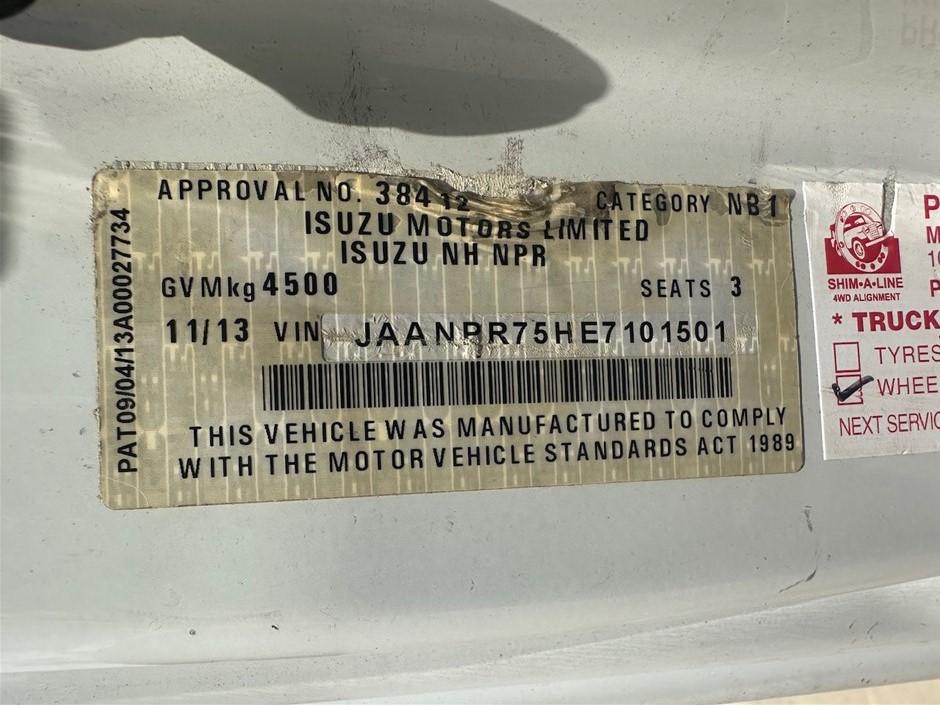 APPROVAL NO. 38412 CATEGORY NB1
ISUZU MOTORS LIMITED
ISUZU NH NPR
GVMkg 4500 SEATS 3
11/13 VIN JAANPR75HE7101501
THIS VEHICLE WAS MANUFACTURED TO COMPLY
WITH THE MOTOR VEHICLE STANDARDS ACT 1989
PAT09/04/13A00027734
SHIM•A•LINE
4WD ALIGNMENT
* TRUCK
TYRES
WHEE
NEXT SERVIC